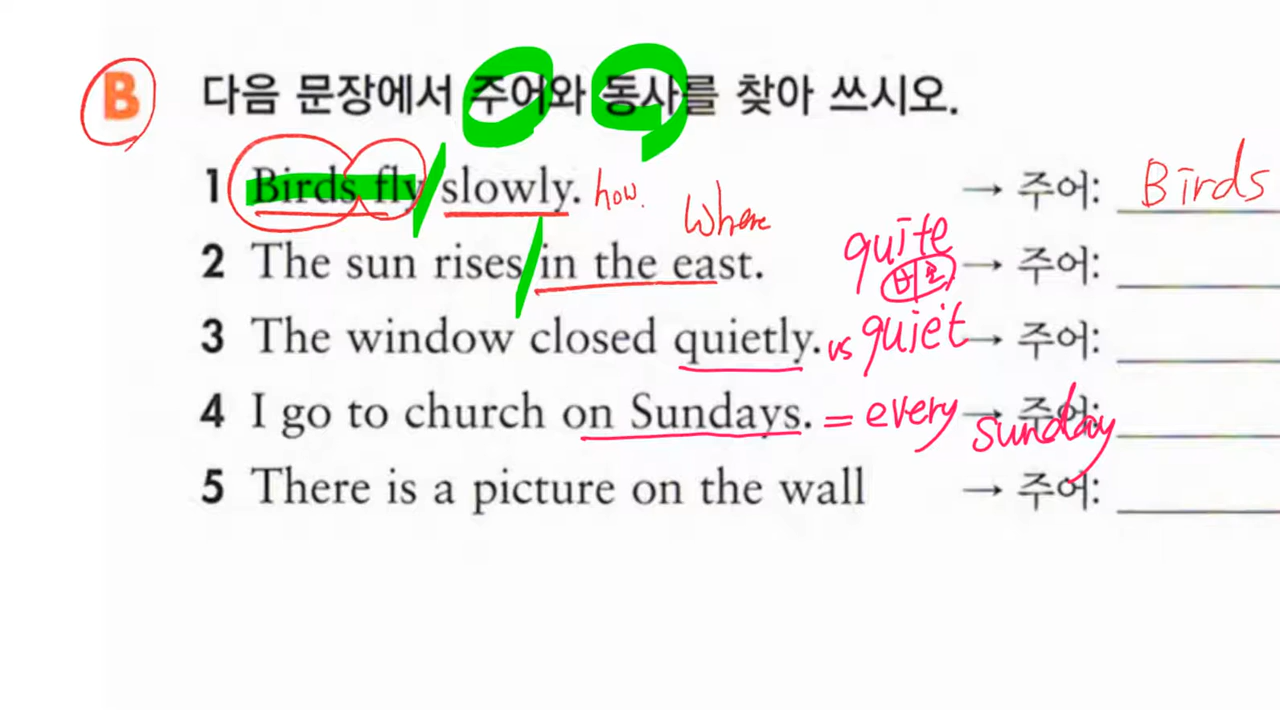 B 다음 문장에서 주어와 동사를 찾아 쓰시오.
1 Birds fly slowly. how. → 주어: Birds
where
quite
2 The sun rises in the east. → 주어:
3 The window closed quietly. vs quiet → 주어:
4 I go to church on Sundays. = every sunday → 주어:
5 There is a picture on the wall → 주어: